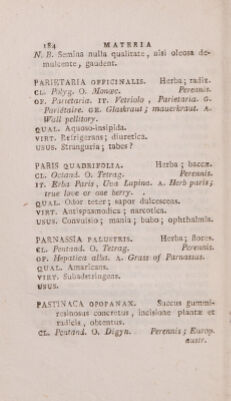 184 MATERIA
N. B. Semina nulla qualitate, nisi oleosa de-
mulcente, gaudent.
PARIETARIA OFFICINALIS. Herba; radix.
CL. Polyg. O. Monœc. Perennis.
OF. Parietaria. IT. Vetriolo, Parietaria. G.
Pariétaire. GE. Glaskraut; mauerkraut. A.
Wall pellitory.
QUAL. Aquoso-insipida.
VIRT. Refrigerans; diuretica.
USUS. Stranguria; tabes?
PARIS QUADRIFOLIA. Herba; baccæ.
CL. Octand. O. Tetrag. Perennis.
IT. Erba Paris, Uva Lupina. A. Herb paris;
true love or one berry.
QUAL. Odor teter; sapor dulcescens.
VIRT. Antispasmodica; narcotica.
USUS. Convulsio; mania; bubo; ophthalmia.
PARNASSIA PALUSTRIS. Herba; flores.
CL. Pentand. O. Tetrag. Perennis.
OF. Hepatica alba. A. Grass of Parnassus.
QUAL. Amaricans.
VIRT. Subadstringens.
USUS.
PASTINACA OPOPANAX. Succus gummi-
resinosus concretus, incisione plantæ et
radicis, obtentus.
CL. Pentand. O. Digyn. Perennis; Europ.
austr.